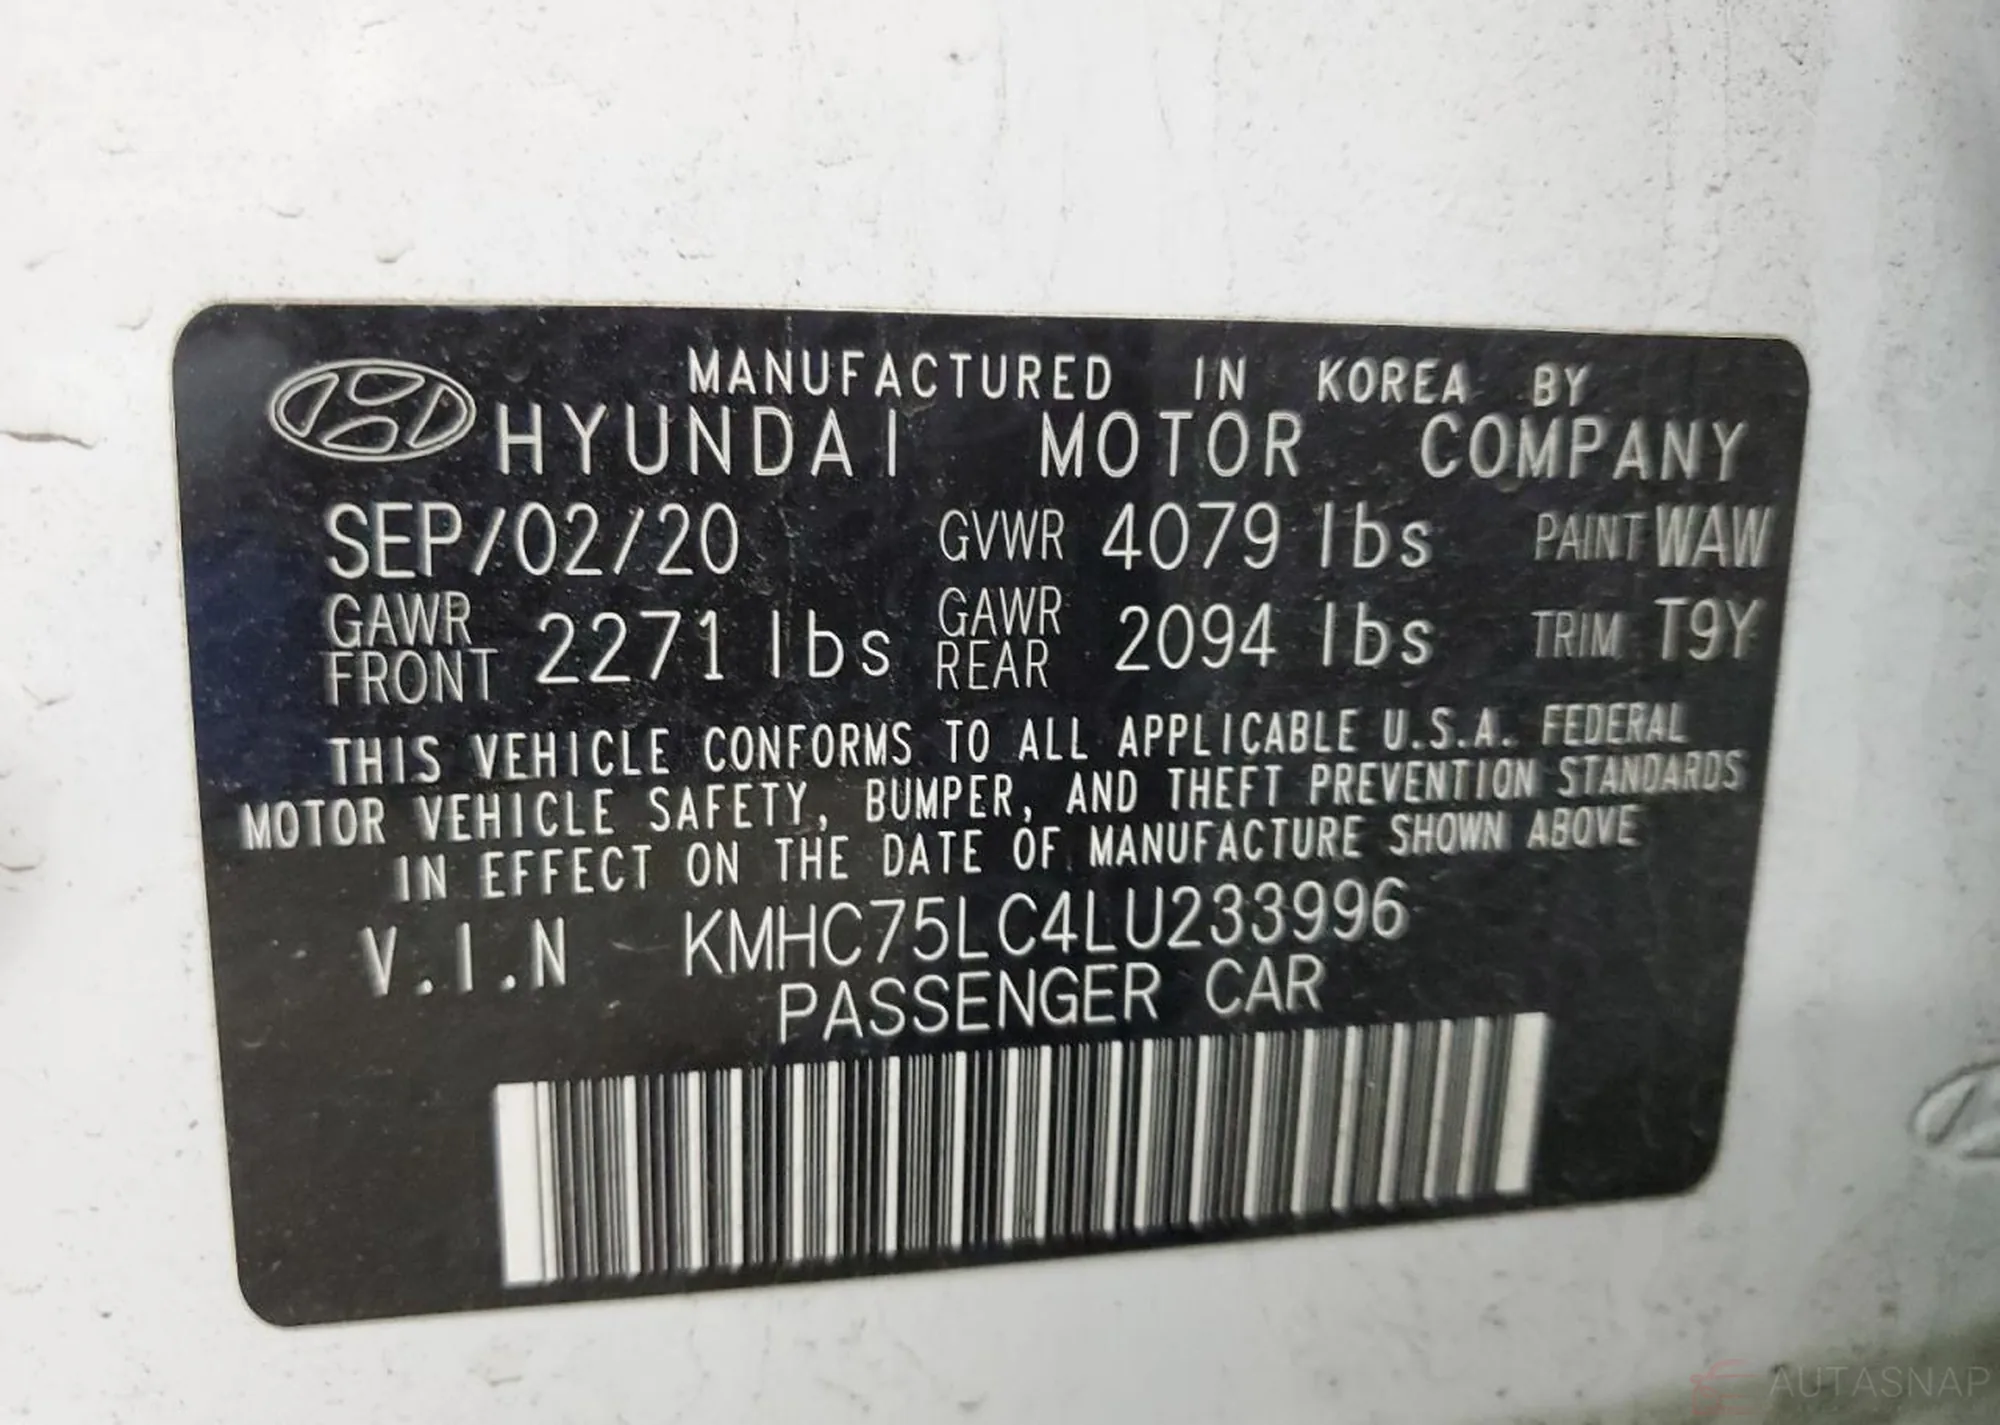 MANUFACTURED IN KOREA BY
HYUNDAI MOTOR COMPANY
SEP/02/20 GVWR 4079 lbs PAINT WAW
GAWR FRONT 2271 lbs GAWR REAR 2094 lbs TRIM T9Y
THIS VEHICLE CONFORMS TO ALL APPLICABLE U.S.A. FEDERAL
MOTOR VEHICLE SAFETY, BUMPER, AND THEFT PREVENTION STANDARDS
IN EFFECT ON THE DATE OF MANUFACTURE SHOWN ABOVE
V.I.N KMHC75LC4LU233996
PASSENGER CAR
AUTASNAP